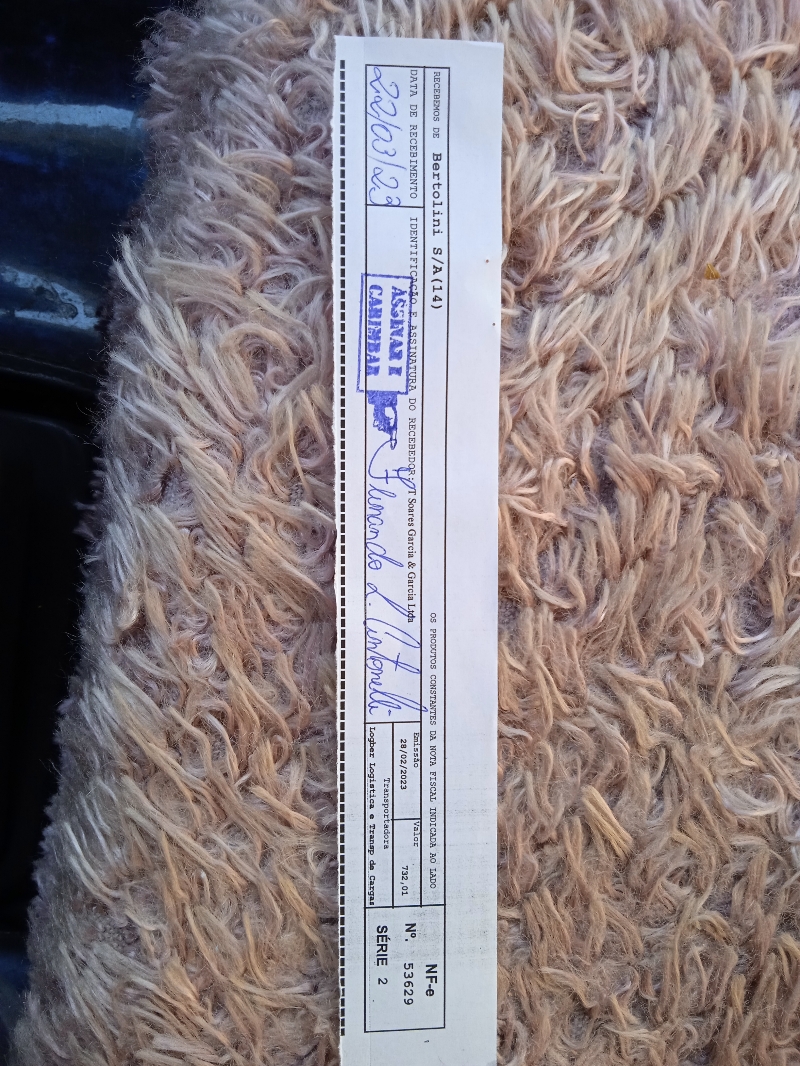 RECEBEMOS DE Bertolini S/A(14) OS PRODUTOS CONSTANTES DA NOTA FISCAL INDICADA AO LADO
DATA DE RECEBIMENTO
22/03/23
IDENTIFICAÇÃO E ASSINATURA DO RECEBEDOR: T Soares Garcia & Garcia Ltda
ASSINAR E
CARIMBAR
Emissão
28/02/2023
Valor
732,01
Transportadora
Logber Logística e Transp de Cargas
NF-e
Nº. 53629
SÉRIE 2